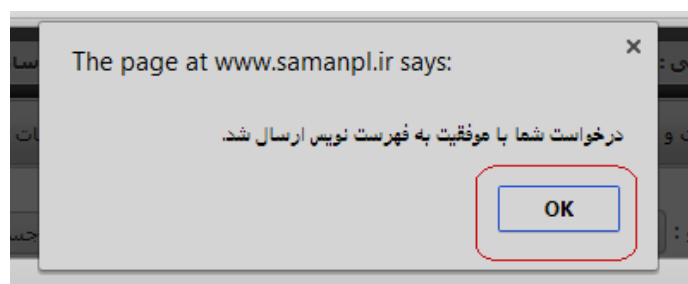 The page at www.samanpl.ir says:
درخواست شما با موفقیت به فهرست نویس ارسال شد.
OK